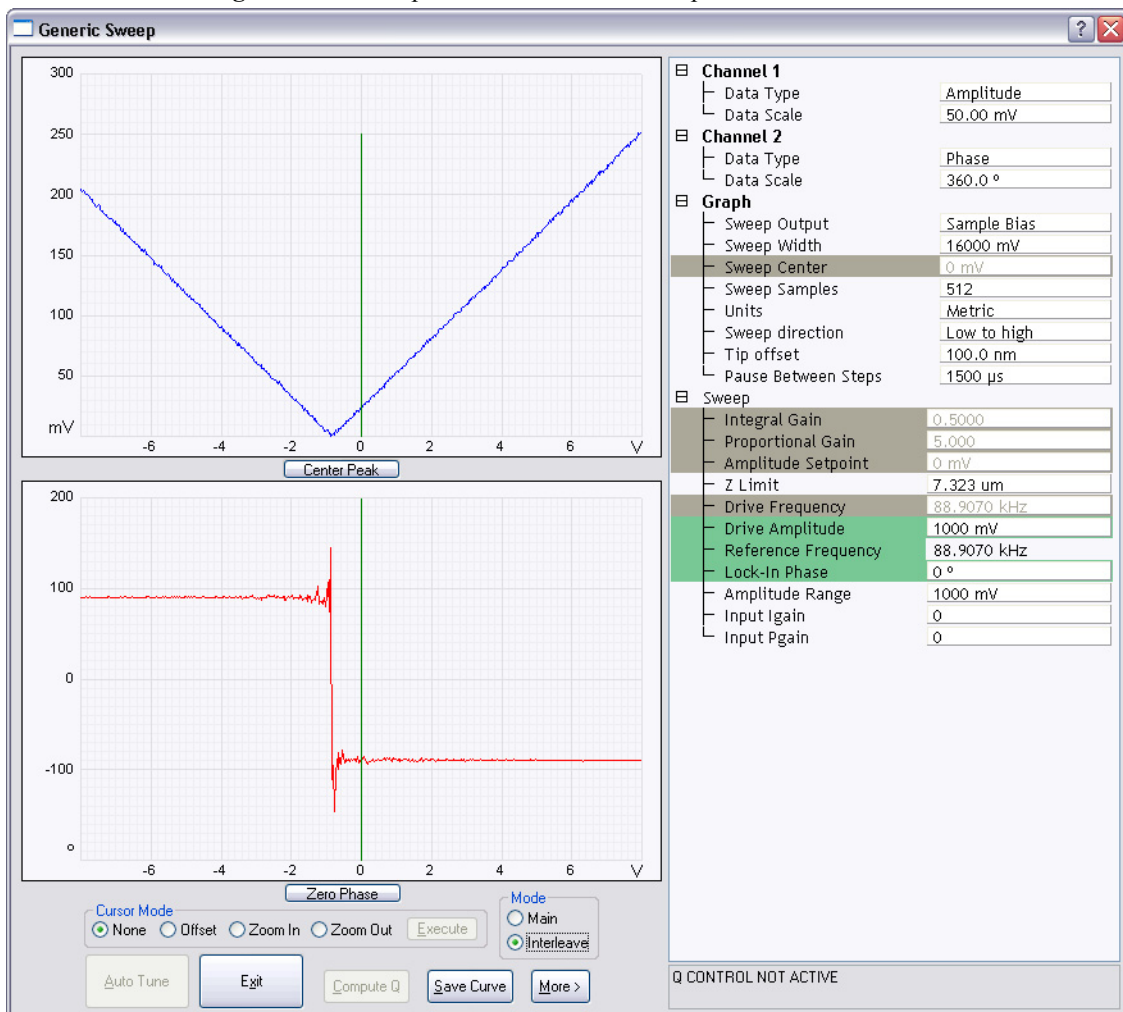 Generic Sweep
300
250
200
150
100
50
mV
-6 -4 -2 0 2 4 6 V
Center Peak
200
100
0
-100
o
-6 -4 -2 0 2 4 6 V
Zero Phase
Cursor Mode
None Offset Zoom In Zoom Out Execute
Mode
Main
Interleave
Auto Tune Exit Compute Q Save Curve More >
Channel 1
Data Type Amplitude
Data Scale 50.00 mV
Channel 2
Data Type Phase
Data Scale 360.0 º
Graph
Sweep Output Sample Bias
Sweep Width 16000 mV
Sweep Center 0 mV
Sweep Samples 512
Units Metric
Sweep direction Low to high
Tip offset 100.0 nm
Pause Between Steps 1500 µs
Sweep
Integral Gain 0.5000
Proportional Gain 5.000
Amplitude Setpoint 0 mV
Z Limit 7.323 um
Drive Frequency 88.9070 kHz
Drive Amplitude 1000 mV
Reference Frequency 88.9070 kHz
Lock-In Phase 0 º
Amplitude Range 1000 mV
Input Igain 0
Input Pgain 0
Q CONTROL NOT ACTIVE